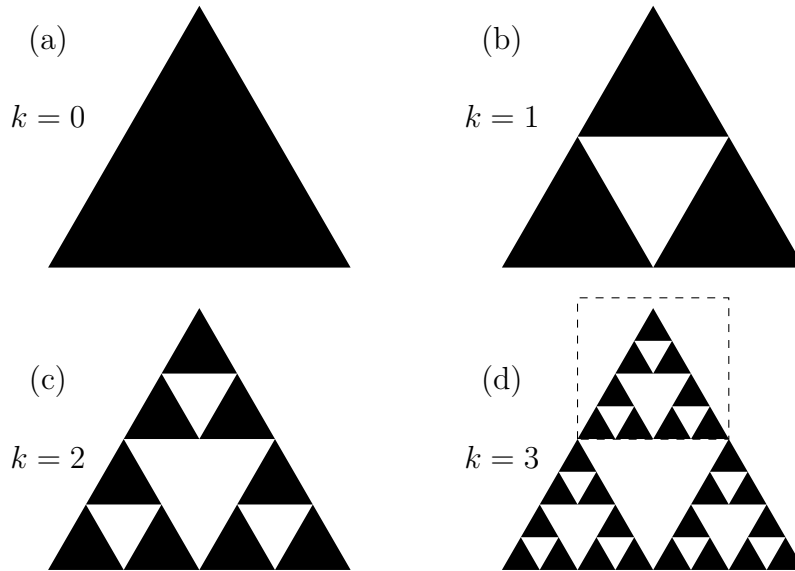 (a)
k = 0
(b)
k = 1
(c)
k = 2
(d)
k = 3